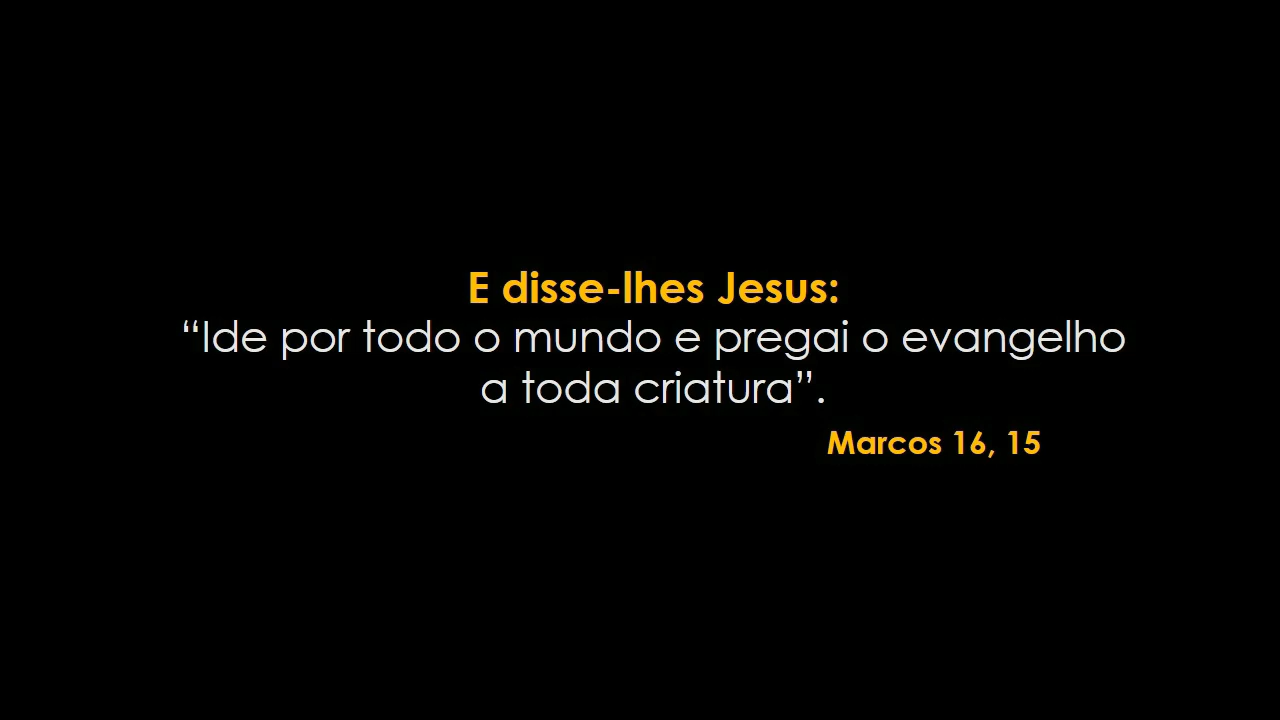 E disse-lhes Jesus:
“Ide por todo o mundo e pregai o evangelho
a toda criatura”.
Marcos 16, 15